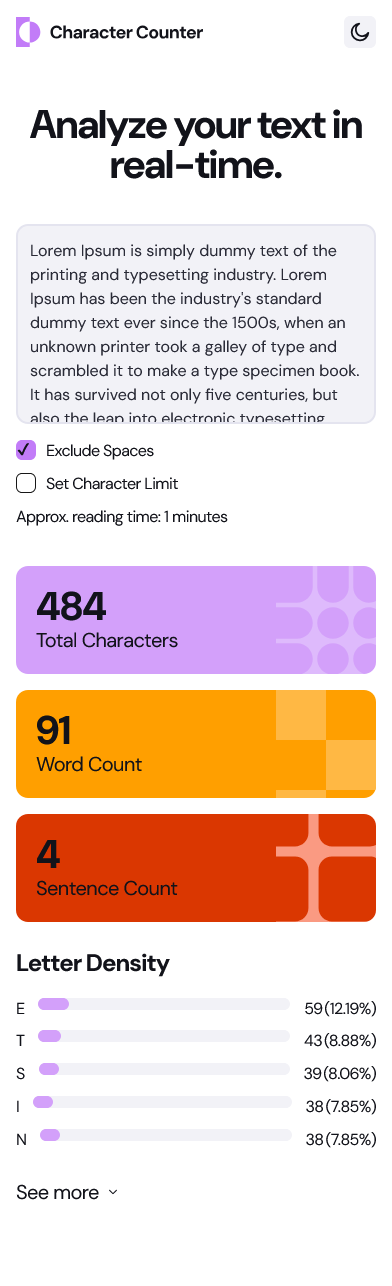 Character Counter
Analyze your text in
real-time.
Lorem Ipsum is simply dummy text of the
printing and typesetting industry. Lorem
Ipsum has been the industry's standard
dummy text ever since the 1500s, when an
unknown printer took a galley of type and
scrambled it to make a type specimen book.
It has survived not only five centuries, but
also the leap into electronic typesetting
Exclude Spaces
Set Character Limit
Approx. reading time: 1 minutes
484
Total Characters
91
Word Count
4
Sentence Count
Letter Density
E 59(12.19%)
T 43(8.88%)
S 39(8.06%)
I 38(7.85%)
N 38(7.85%)
See more